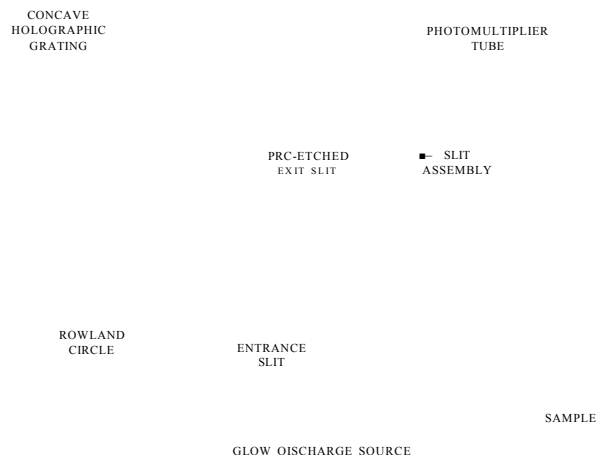 CONCAVE
HOLOGRAPHIC
GRATING
PHOTOMULTIPLIER
TUBE
PRC-ETCHED
EXIT SLIT
SLIT
ASSEMBLY
ROWLAND
CIRCLE
ENTRANCE
SLIT
SAMPLE
GLOW OISCHARGE SOURCE